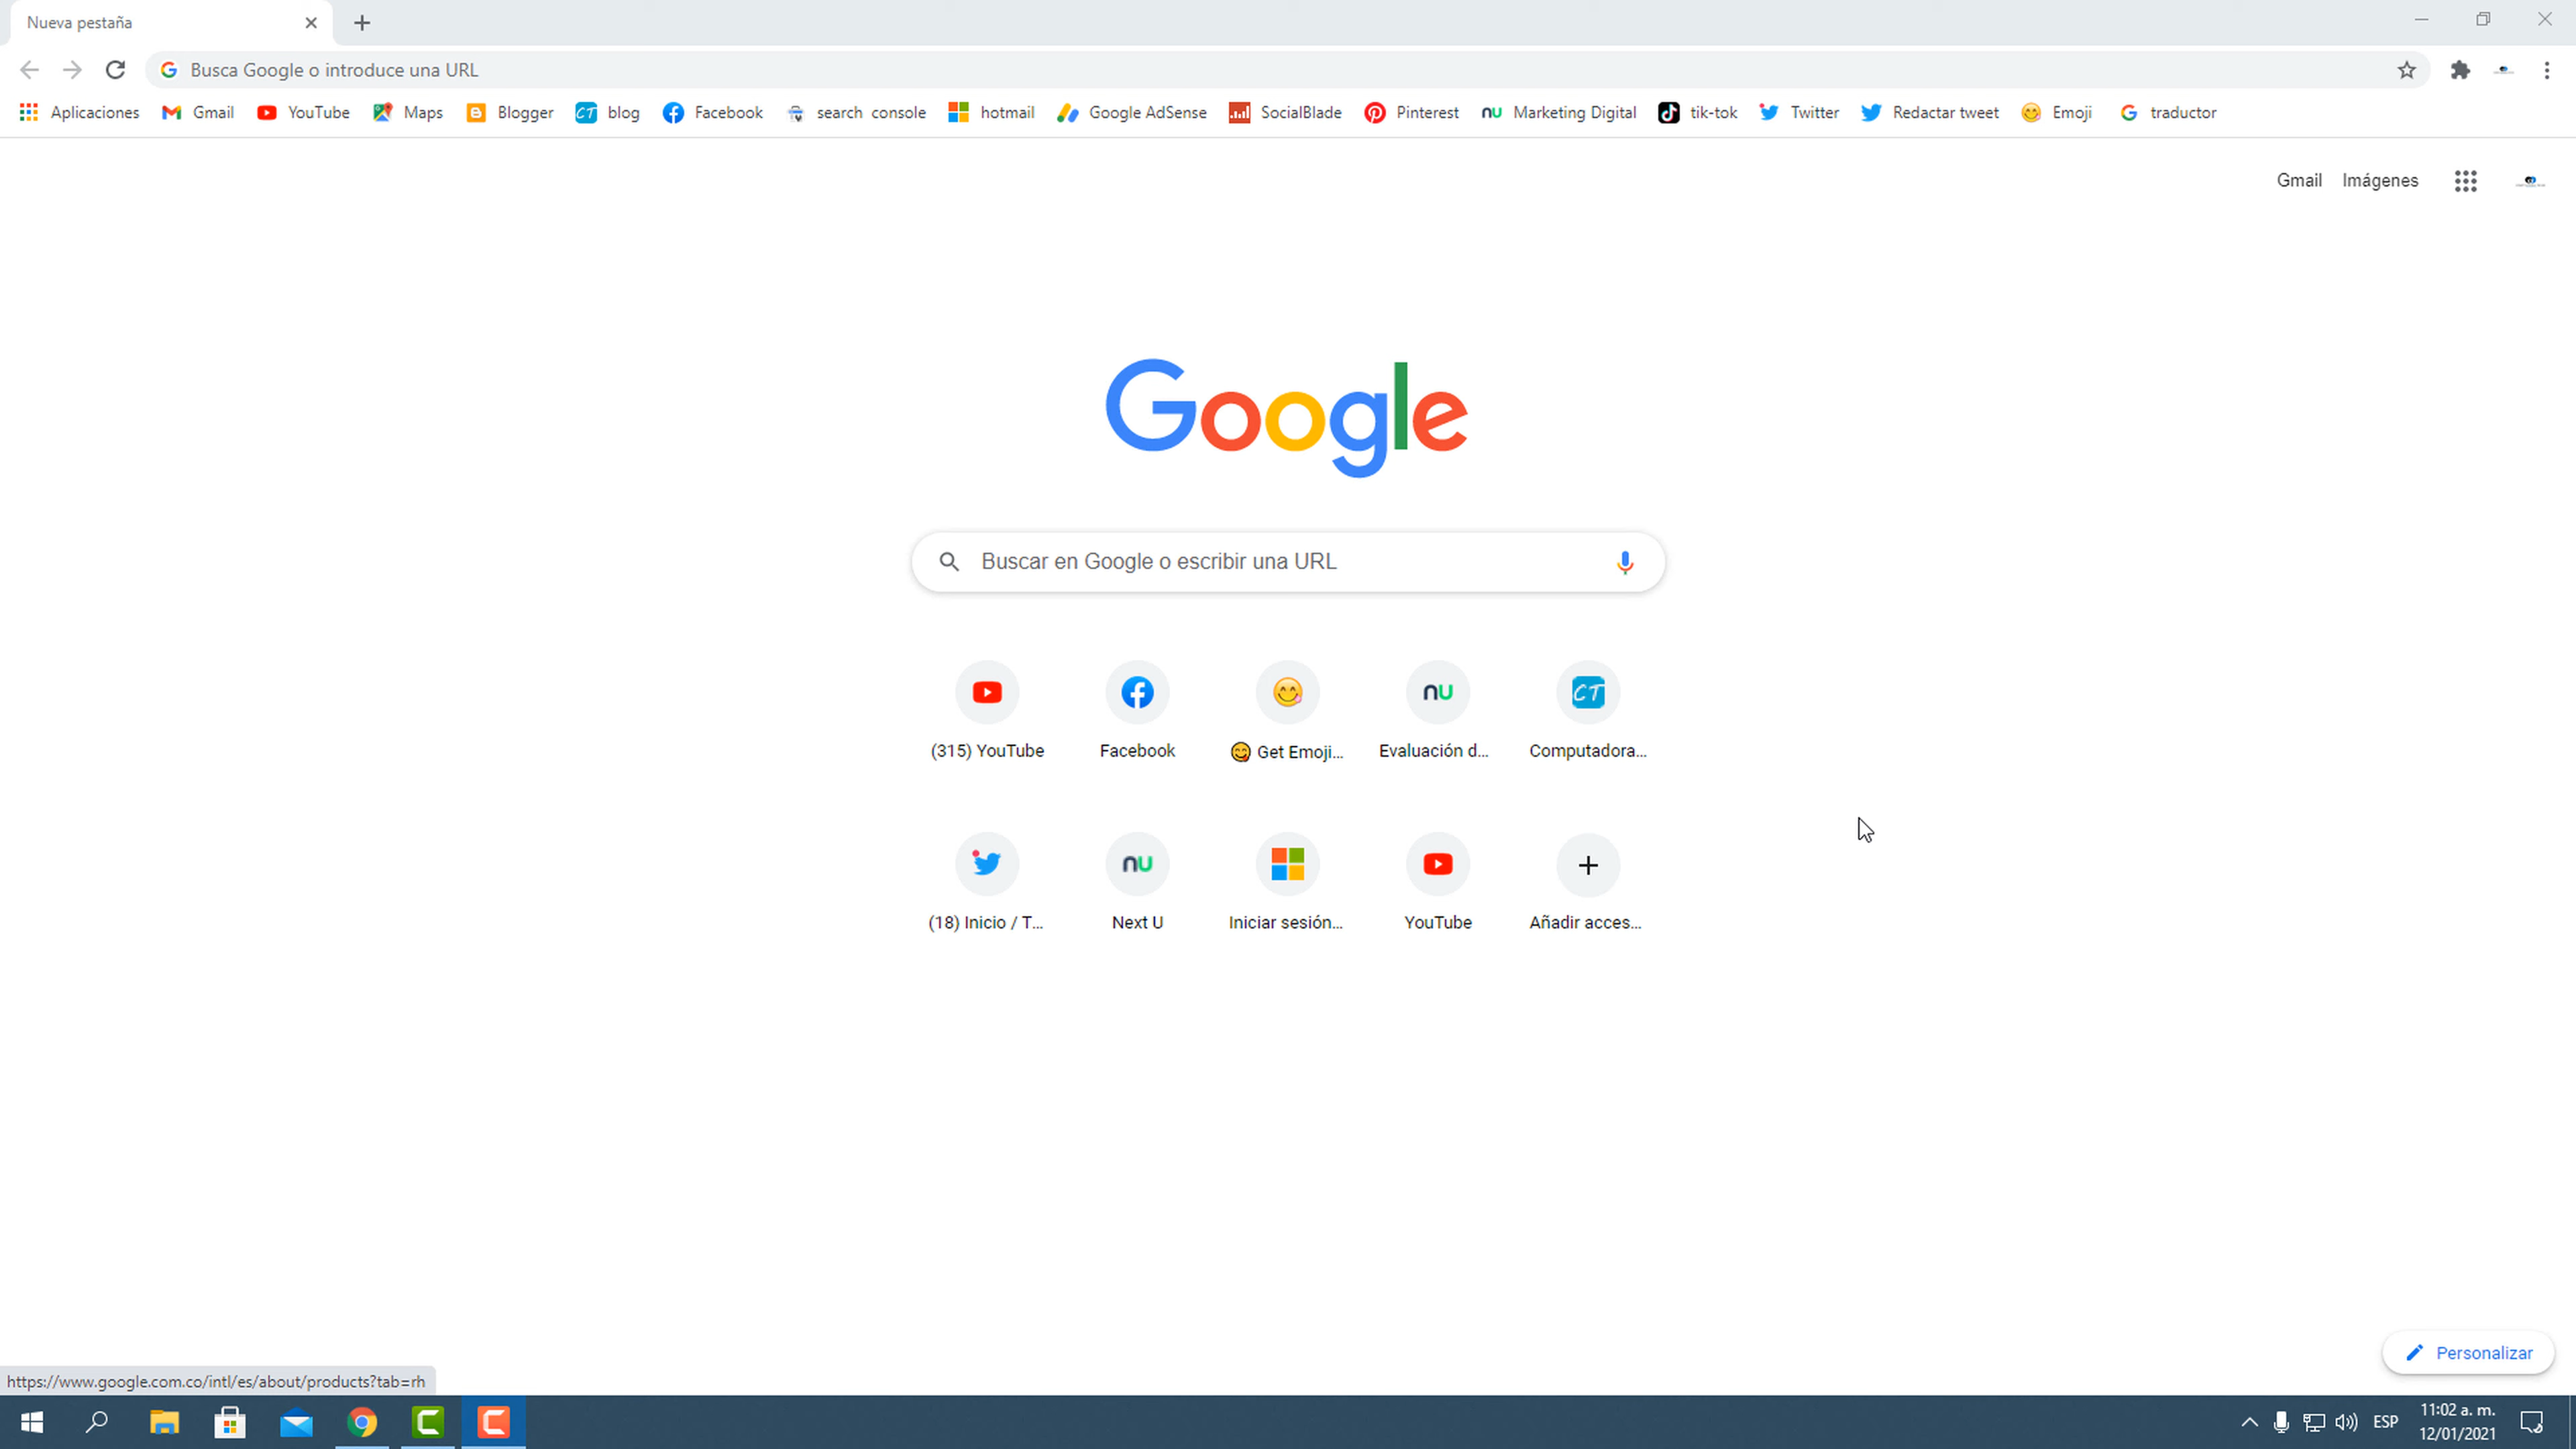 Nueva pestaña
Busca Google o introduce una URL
Aplicaciones Gmail YouTube Maps Blogger blog Facebook search console hotmail Google AdSense SocialBlade Pinterest Marketing Digital tik-tok Twitter Redactar tweet Emoji traductor
Gmail Imágenes
Google
Buscar en Google o escribir una URL
nu CT
(315) YouTube Facebook 😋 Get Emoji... Evaluación d... Computadora...
nu
(18) Inicio / T... Next U Iniciar sesión... YouTube Añadir acces...
Personalizar
https://www.google.com.co/intl/es/about/products?tab=rh
ESP 11:02 a. m.
12/01/2021